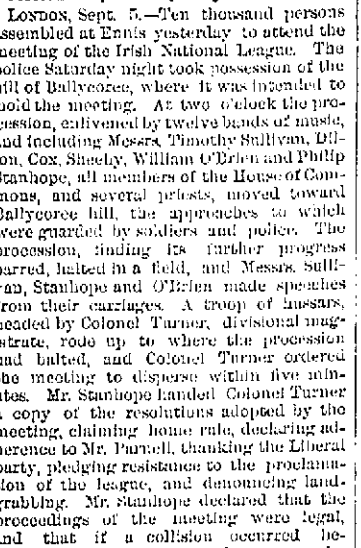 LONDON, Sept. 5.—Ten thousand persons
assembled at Ennis yesterday to attend the
meeting of the Irish National League. The
police Saturday night took possession of the
hill of Ballycoree, where it was intended to
hold the meeting. At two o'clock the pro-
cession, enlivened by twelve bands of music,
and including Messrs. Timothy Sullivan, Dil-
lon, Cox, Sheehy, William O'Brien and Philip
Stanhope, all members of the House of Com-
mons, and several priests, moved toward
Ballycoree hill, the approaches to which
were guarded by soldiers and police. The
procession, finding its further progress
barred, halted in a field, and Messrs. Sulli-
van, Stanhope and O'Brien made speeches
from their carriages. A troop of hussars,
headed by Colonel Turner, divisional mag-
istrate, rode up to where the procession
had halted, and Colonel Turner ordered
the meeting to disperse within five min-
utes. Mr. Stanhope handed Colonel Turner
a copy of the resolutions adopted by the
meeting, claiming home rule, declaring ad-
herence to Mr. Parnell, thanking the Liberal
party, pledging resistance to the proclama-
tion of the league, and denouncing land-
grabbing. Mr. Stanhope declared that the
proceedings of the meeting were legal,
and that if a collision occurred be-